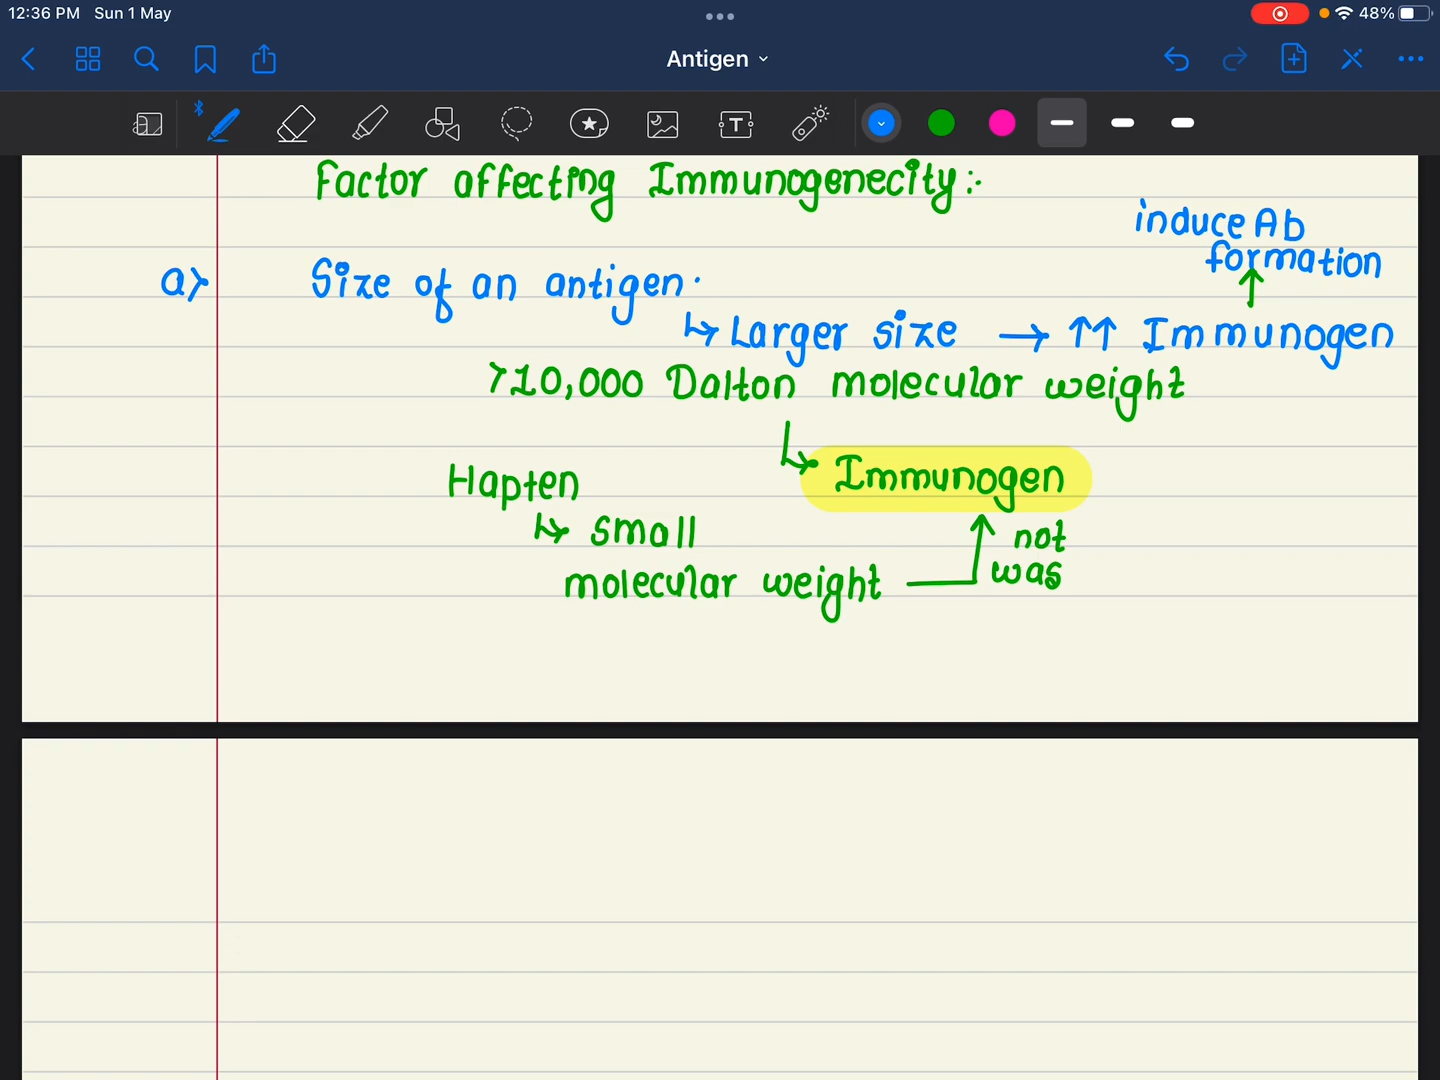 12:36 PM Sun 1 May
48%
Antigen
T
Factor affecting Immunogenecity:
induce Ab
formation
a> Size of an antigen.
↳ Larger size → ↑↑ Immunogen
>10,000 Dalton molecular weight
↳ Immunogen
Hapten
↳ small
not
molecular weight
was